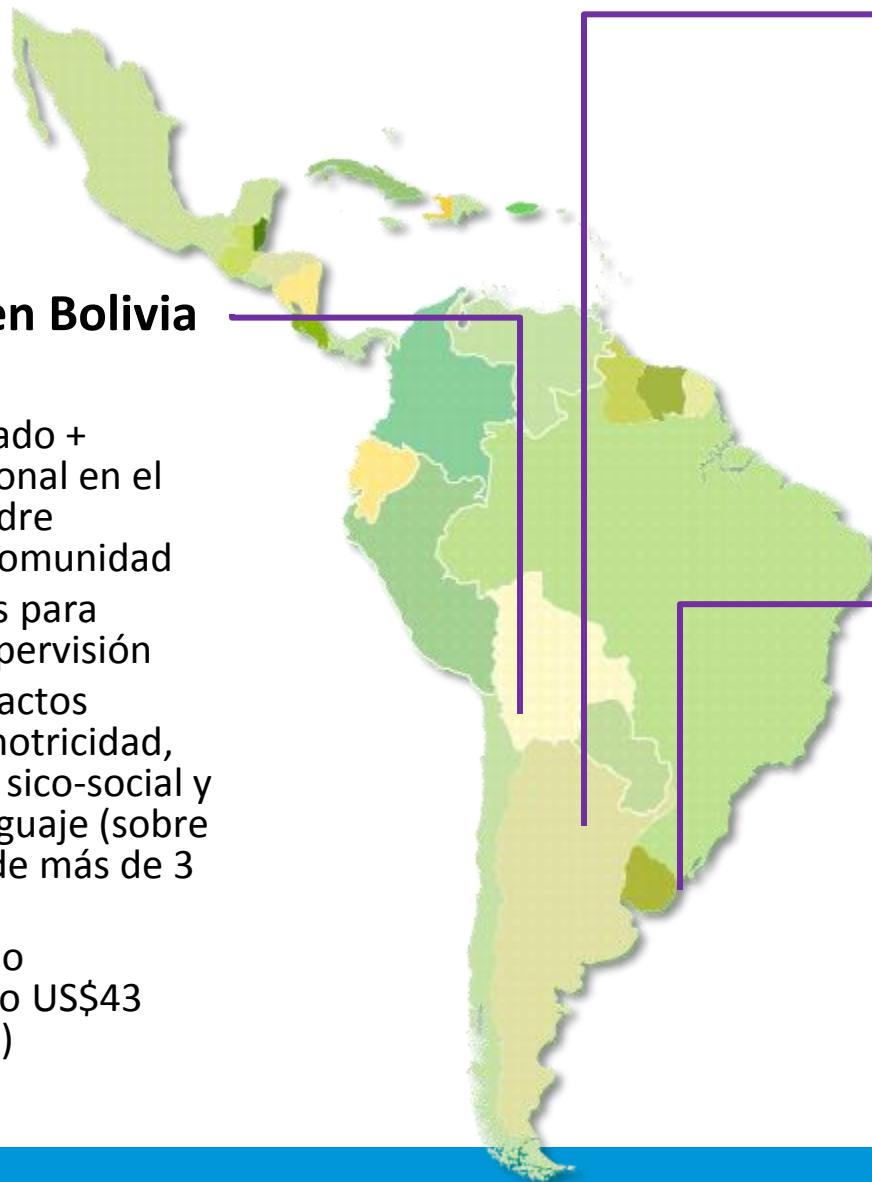 en Bolivia
ado +
onal en el
dre
comunidad
s para
pervisión
actos
notricidad,
sico-social y
guaje (sobre
de más de 3
o
o US$43
)